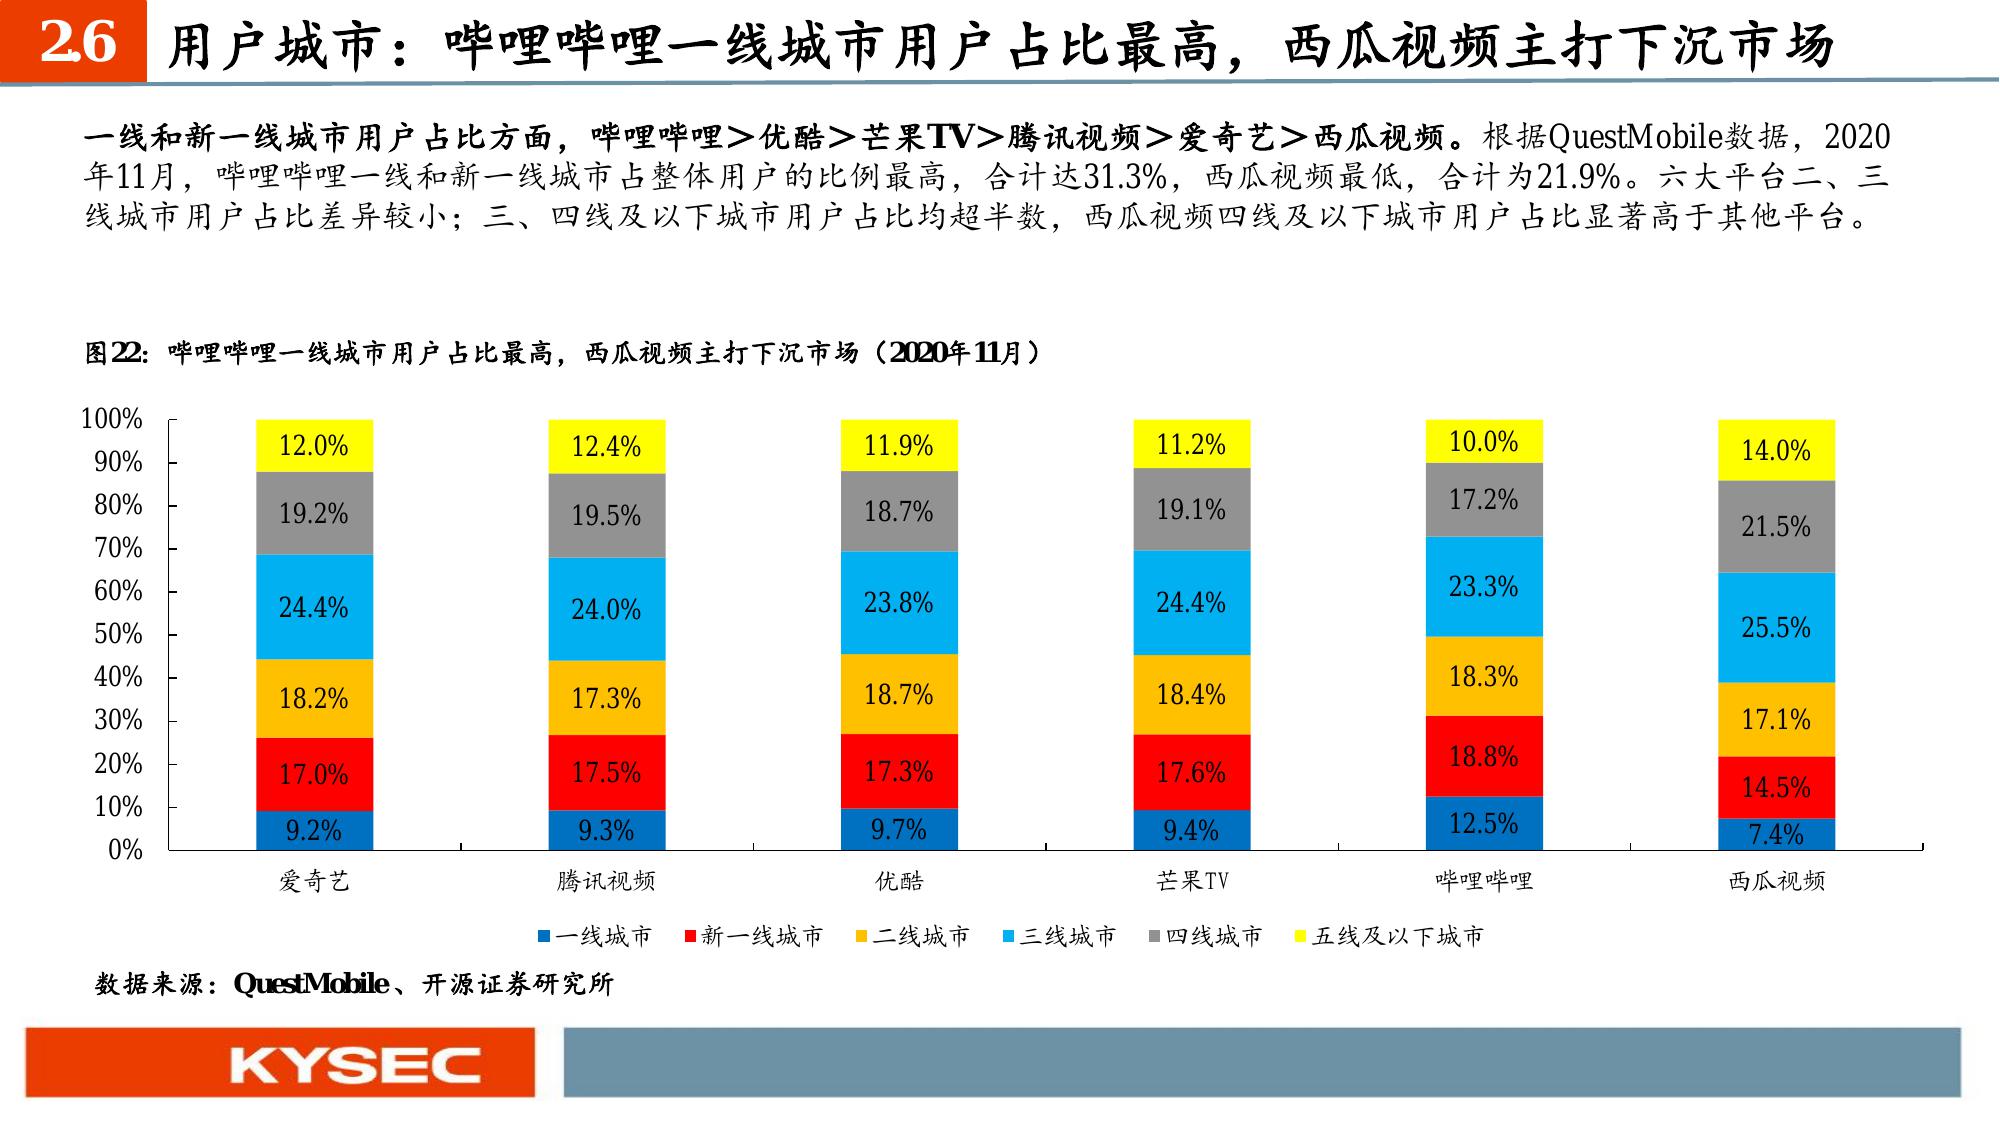 2.6 用户城市：哔哩哔哩一线城市用户占比最高，西瓜视频主打下沉市场
一线和新一线城市用户占比方面，哔哩哔哩＞优酷＞芒果TV＞腾讯视频＞爱奇艺＞西瓜视频。根据QuestMobile数据，2020
年11月，哔哩哔哩一线和新一线城市占整体用户的比例最高，合计达31.3%，西瓜视频最低，合计为21.9%。六大平台二、三
线城市用户占比差异较小；三、四线及以下城市用户占比均超半数，西瓜视频四线及以下城市用户占比显著高于其他平台。
图22：哔哩哔哩一线城市用户占比最高，西瓜视频主打下沉市场（2020年11月）
100%
90%
80%
70%
60%
50%
40%
30%
20%
10%
0%
12.0% 12.4% 11.9% 11.2% 10.0% 14.0%
19.2% 19.5% 18.7% 19.1% 17.2% 21.5%
24.4% 24.0% 23.8% 24.4% 23.3% 25.5%
18.2% 17.3% 18.7% 18.4% 18.3% 17.1%
17.0% 17.5% 17.3% 17.6% 18.8% 14.5%
9.2% 9.3% 9.7% 9.4% 12.5% 7.4%
爱奇艺 腾讯视频 优酷 芒果TV 哔哩哔哩 西瓜视频
一线城市 新一线城市 二线城市 三线城市 四线城市 五线及以下城市
数据来源：QuestMobile、开源证券研究所
KYSEC